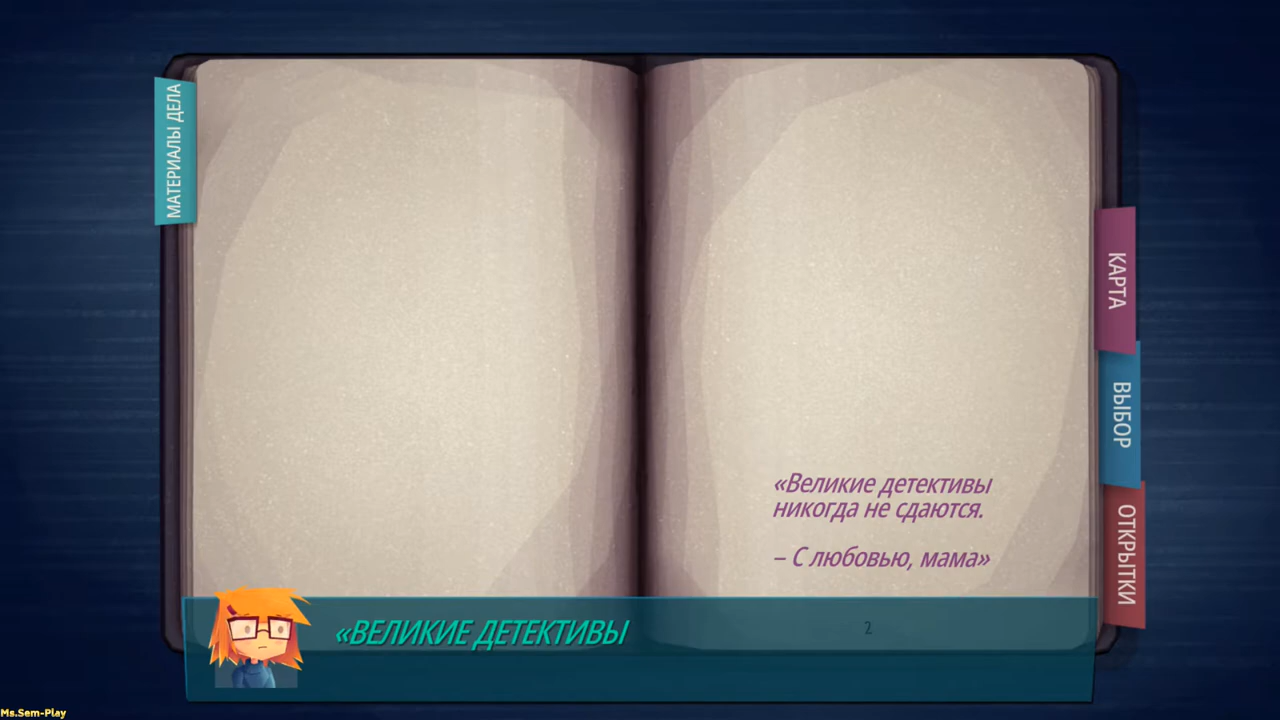 МАТЕРИАЛЫ ДЕЛА
КАРТА
ВЫБОР
ОТКРЫТКИ
«Великие детективы
никогда не сдаются.
– С любовью, мама»
«ВЕЛИКИЕ ДЕТЕКТИВЫ
2
Ms.Sem-Play